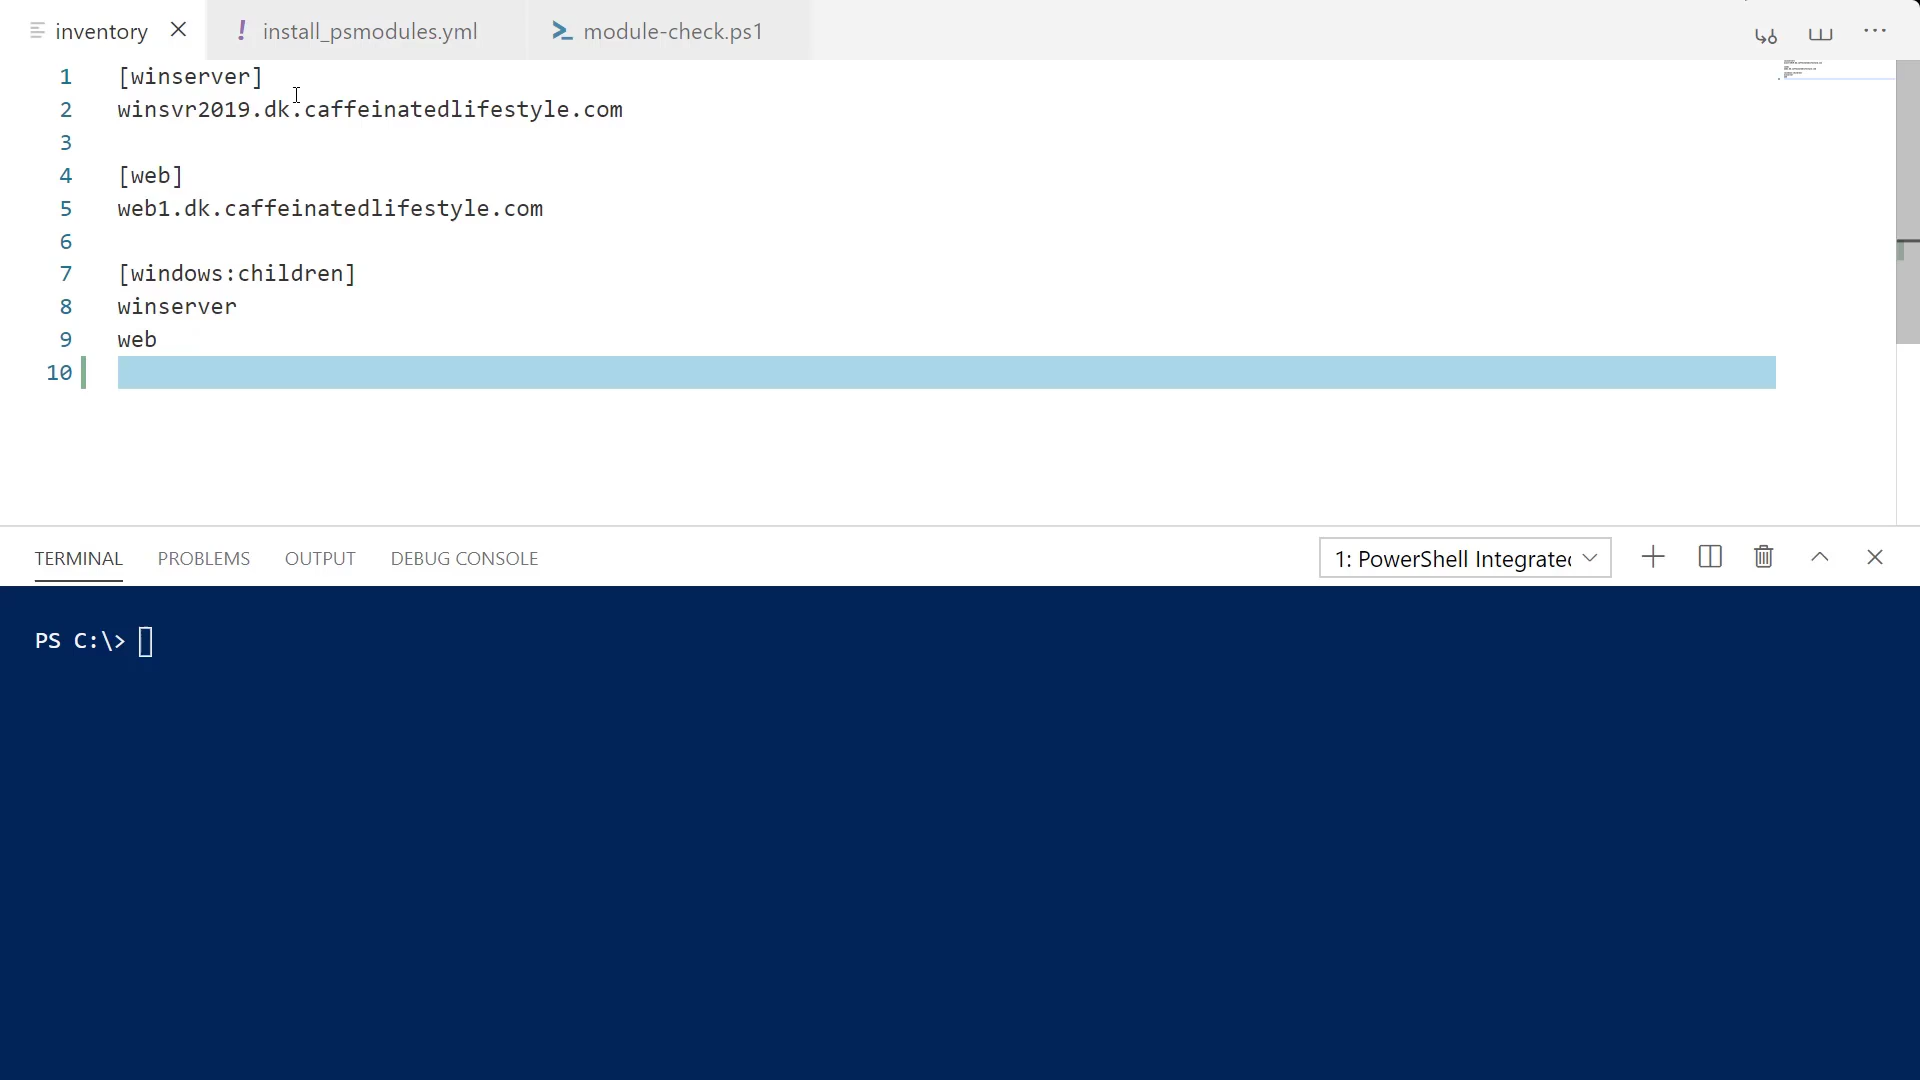 inventory
! install_psmodules.yml
module-check.ps1
1 [winserver]
2 winsvr2019.dk.caffeinatedlifestyle.com
3
4 [web]
5 web1.dk.caffeinatedlifestyle.com
6
7 [windows:children]
8 winserver
9 web
10
TERMINAL PROBLEMS OUTPUT DEBUG CONSOLE
1: PowerShell Integrated
PS C:\>